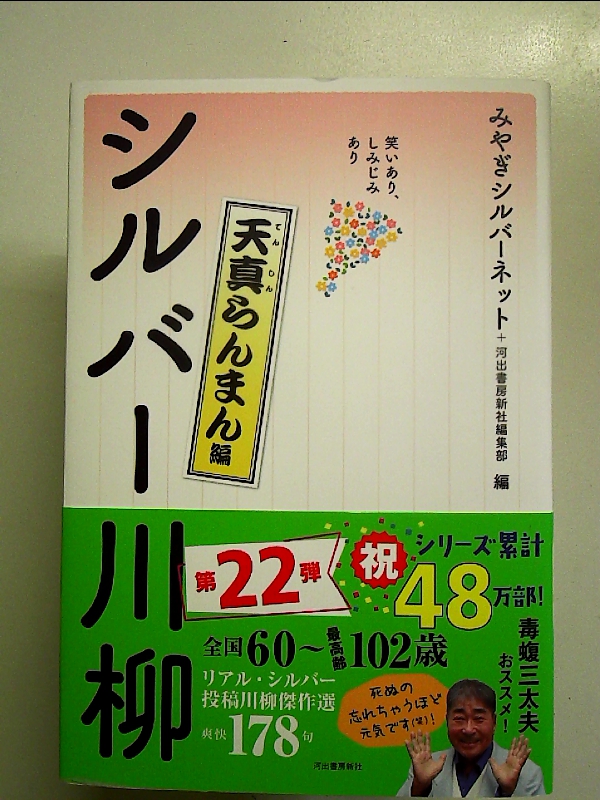 みやぎシルバーネット+河出書房新社編集部 編
笑いあり、
しみじみ
あり
シルバー川柳
天真らんまん編
てんしん
第22弾
祝
シリーズ累計
48万部!
毒蝮三太夫
おススメ!
全国60〜最高齢102歳
リアル・シルバー
投稿川柳傑作選
爽快178句
死ぬの
忘れちゃうほど
元気です(笑)!
河出書房新社